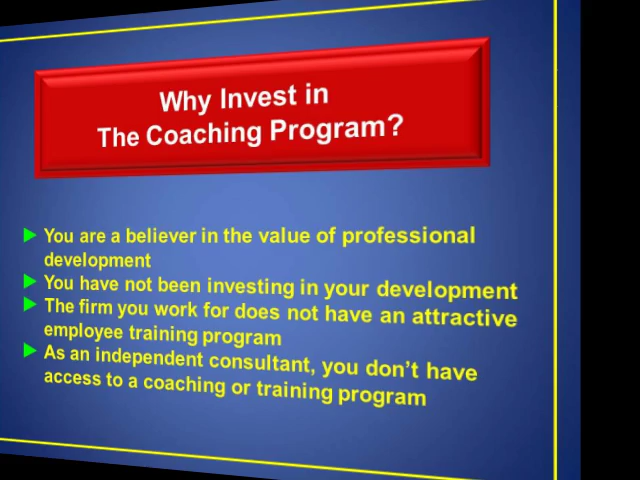 Why Invest in
The Coaching Program?
You are a believer in the value of professional
development
You have not been investing in your development
The firm you work for does not have an attractive
employee training program
As an independent consultant, you don't have
access to a coaching or training program